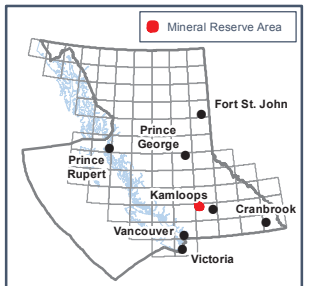 Mineral Reserve Area
Fort St. John
Prince
George
Prince
Rupert
Kamloops
Cranbrook
Vancouver
Victoria